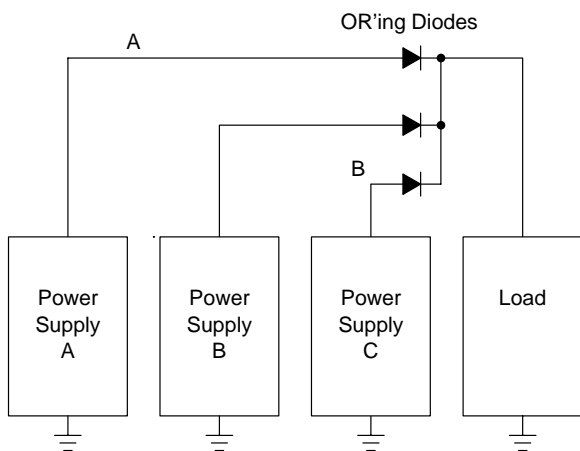 OR'ing Diodes
A
B
Power
Supply
A
Power
Supply
B
Power
Supply
C
Load